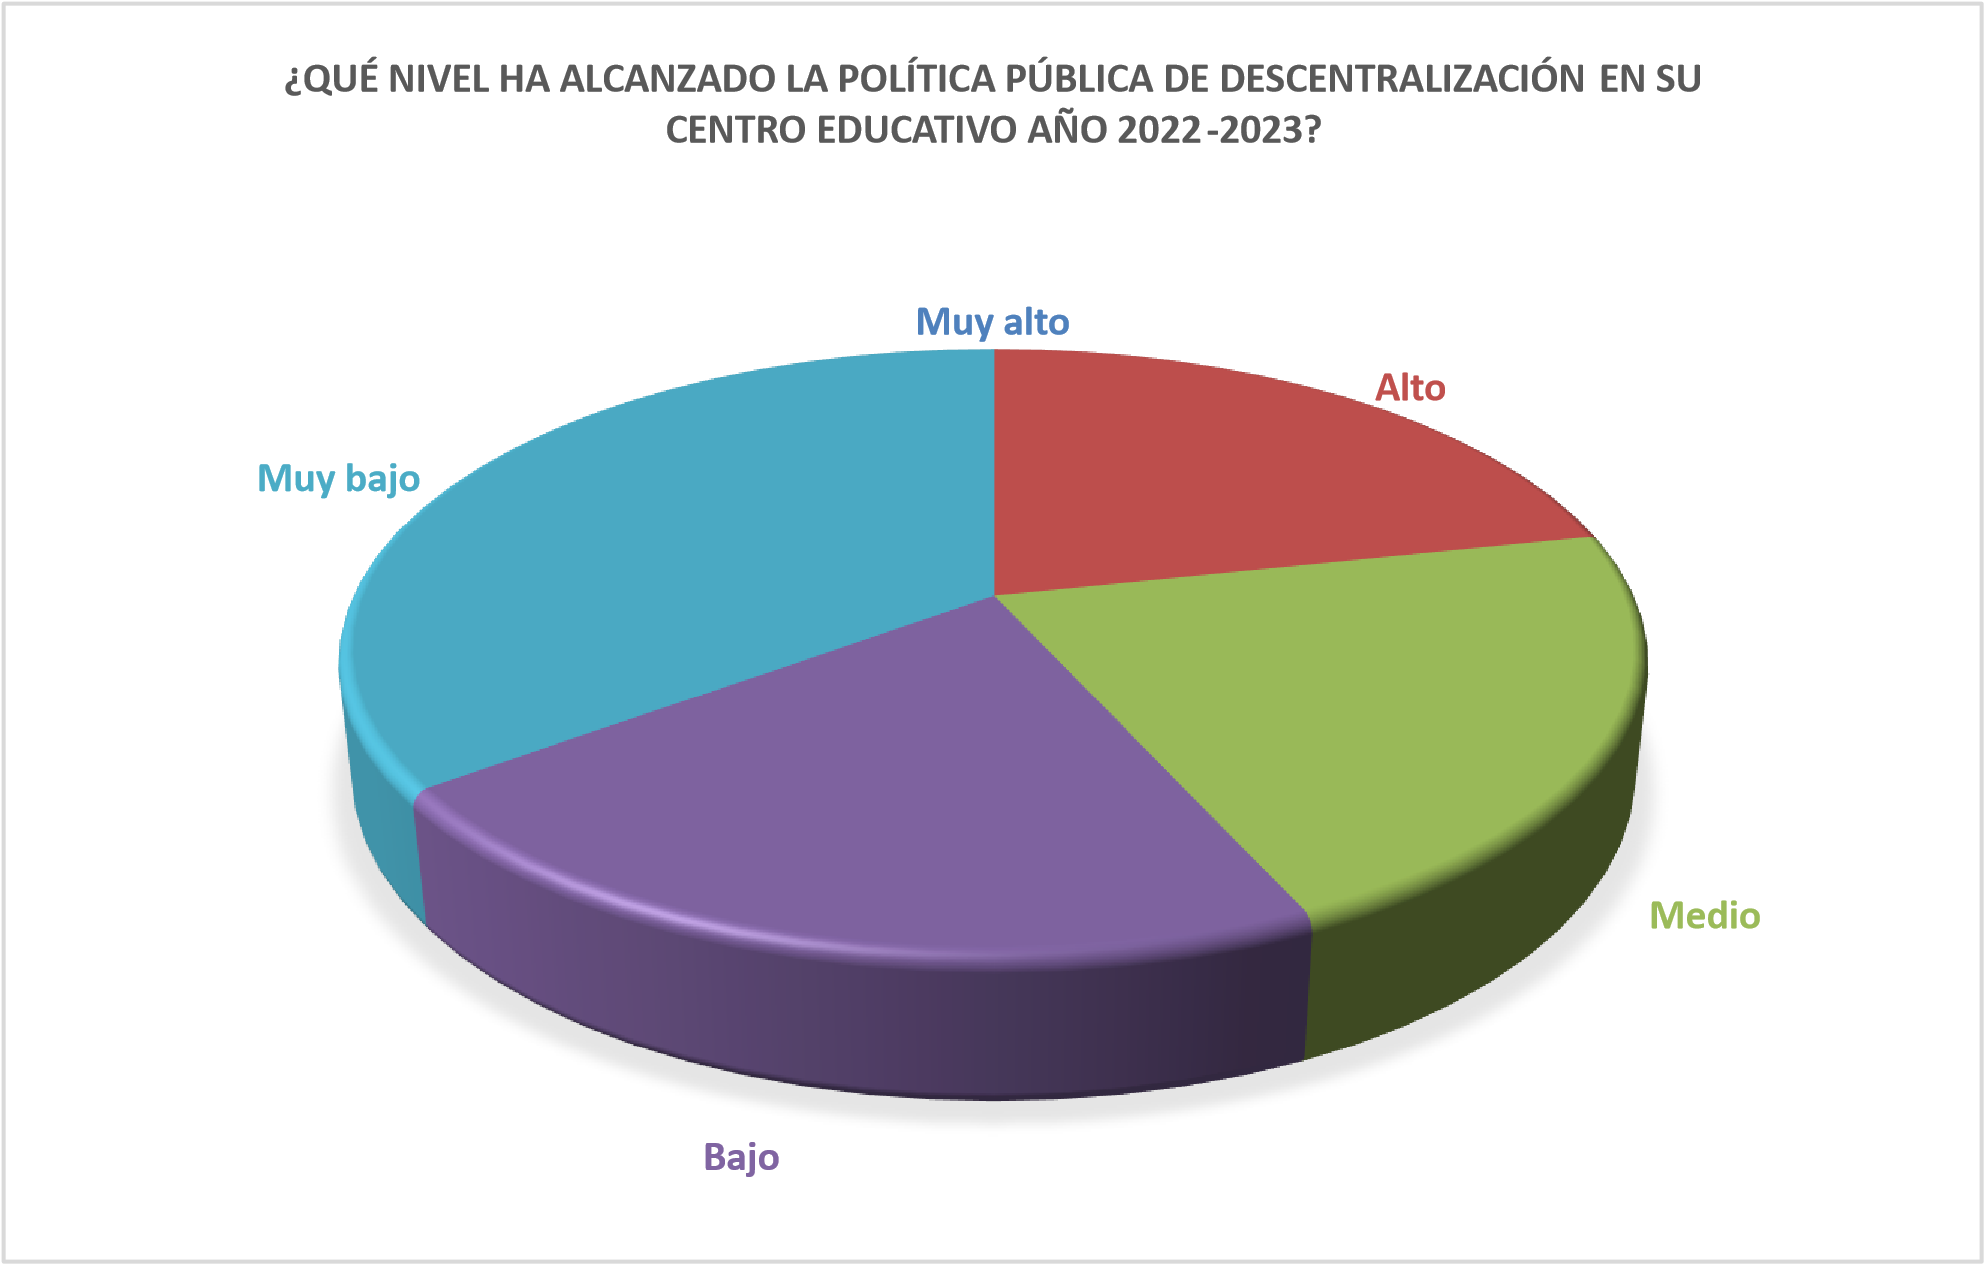 ¿QUÉ NIVEL HA ALCANZADO LA POLÍTICA PÚBLICA DE DESCENTRALIZACIÓN EN SU
CENTRO EDUCATIVO AÑO 2022-2023?
Muy alto
Alto
Muy bajo
Medio
Bajo